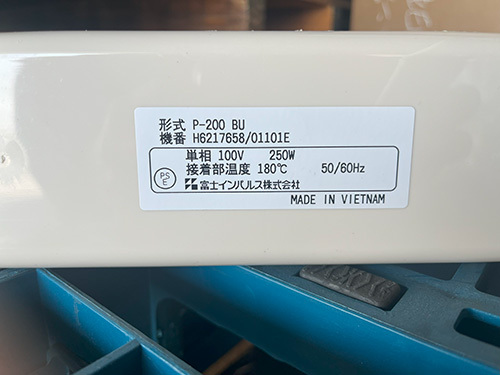 形式 P-200 BU
機番 H6217658/01101E
単相 100V 250W
接着部温度 180℃ 50/60Hz
PS
E
富士インパルス株式会社
MADE IN VIETNAM